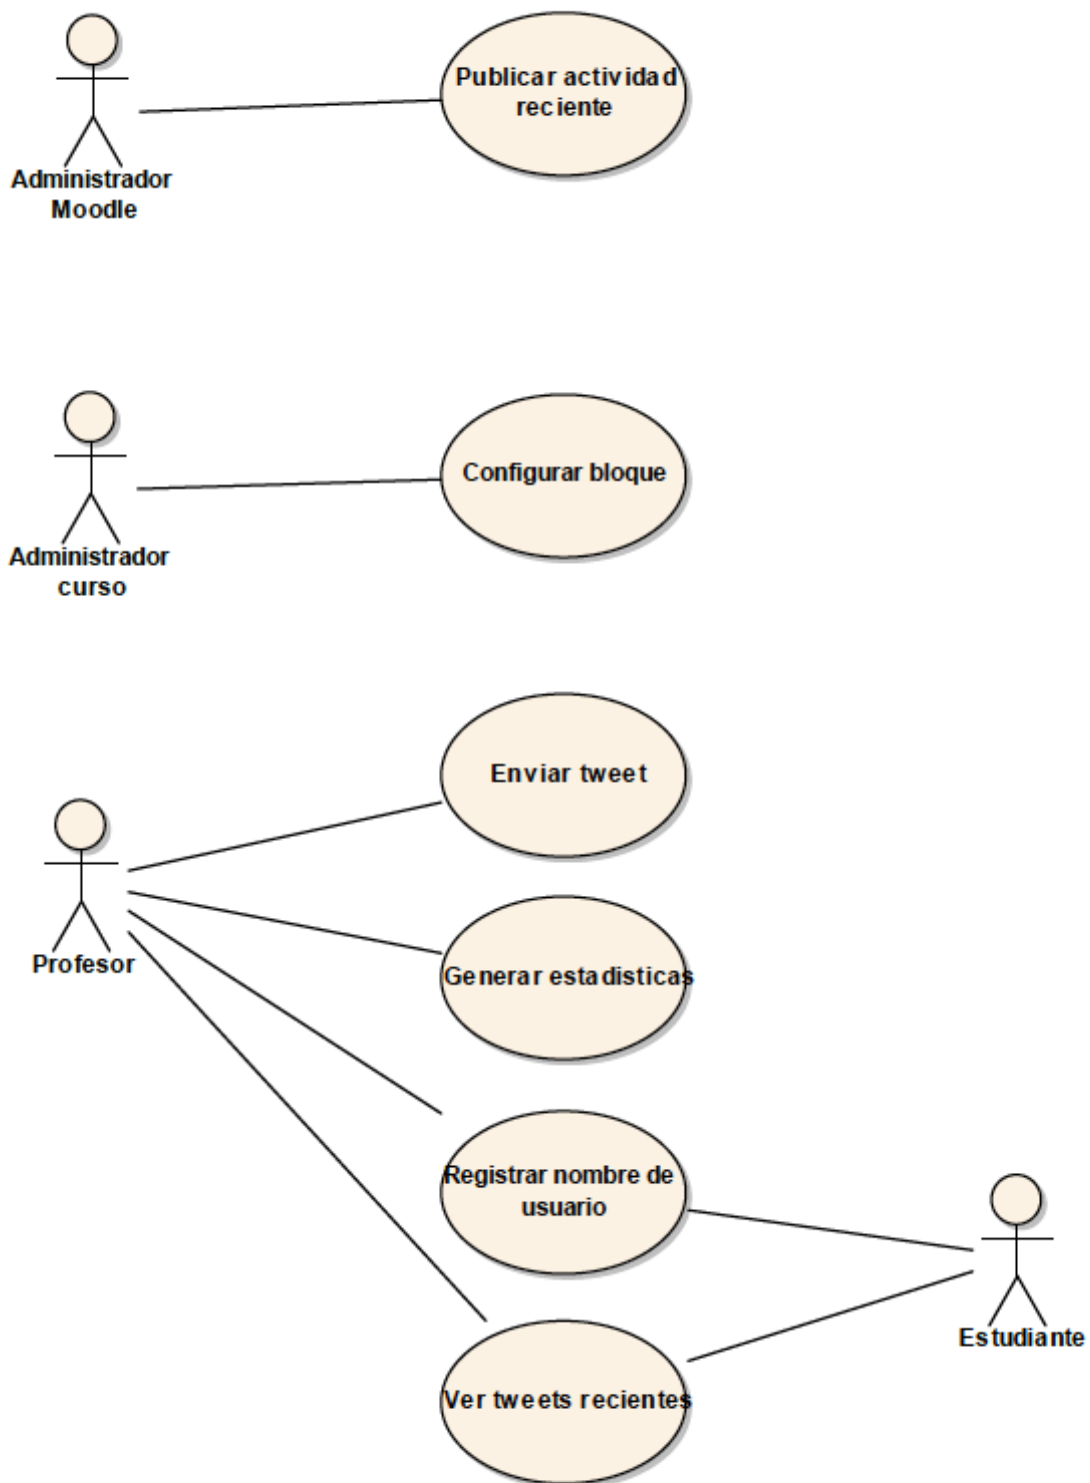 Publicar actividad
reciente
Administrador
Moodle
Configurar bloque
Administrador
curso
Enviar tweet
Profesor
Generar estadisticas
Registrar nombre de
usuario
Estudiante
Ver tweets recientes